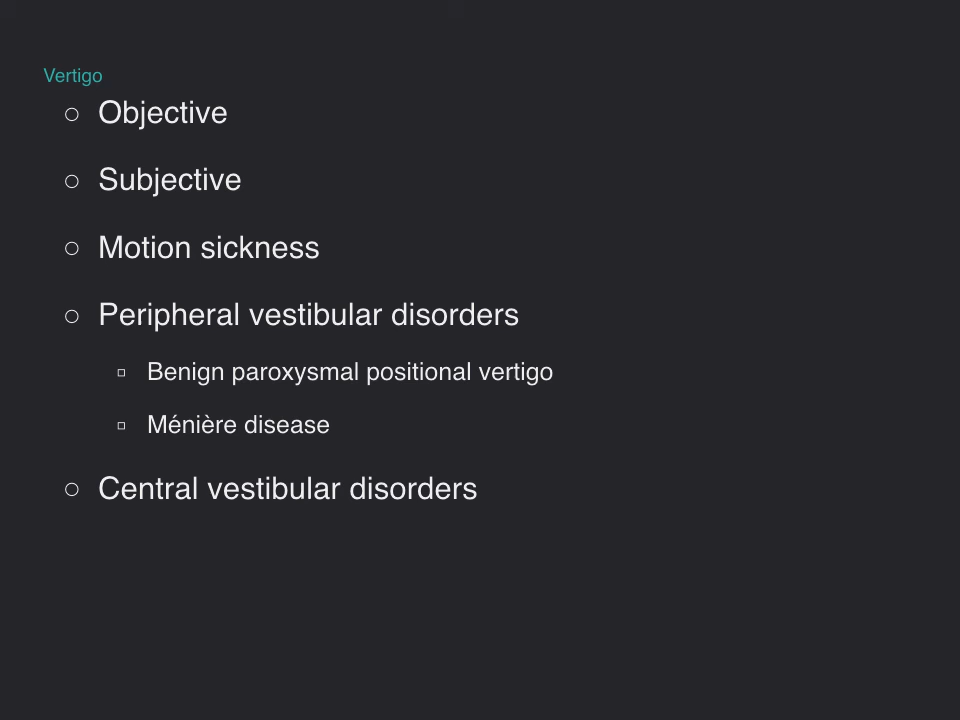 Vertigo
Objective
Subjective
Motion sickness
Peripheral vestibular disorders
Benign paroxysmal positional vertigo
Ménière disease
Central vestibular disorders